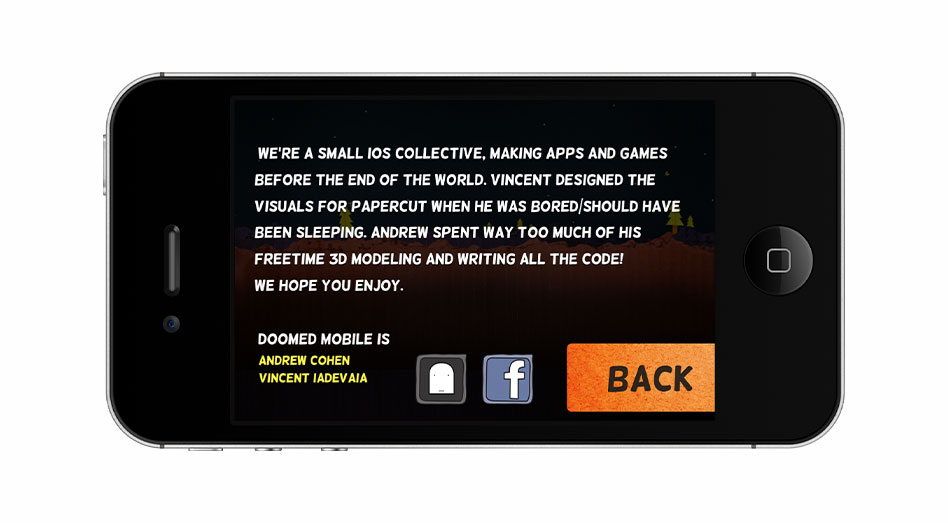 WE'RE A SMALL IOS COLLECTIVE, MAKING APPS AND GAMES
BEFORE THE END OF THE WORLD. VINCENT DESIGNED THE
VISUALS FOR PAPERCUT WHEN HE WAS BORED/SHOULD HAVE
BEEN SLEEPING. ANDREW SPENT WAY TOO MUCH OF HIS
FREETIME 3D MODELING AND WRITING ALL THE CODE!
WE HOPE YOU ENJOY.
DOOMED MOBILE IS
ANDREW COHEN
VINCENT IADEVAIA
f
BACK